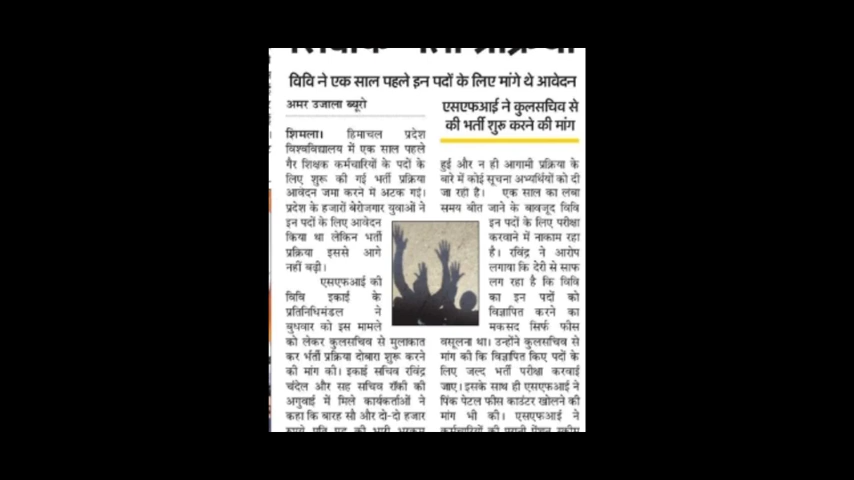 विवि ने एक साल पहले इन पदों के लिए मांगे थे आवेदन
अमर उजाला ब्यूरो
शिमला। हिमाचल प्रदेश
विश्वविद्यालय में एक साल पहले
गैर शिक्षक कर्मचारियों के पदों के
लिए शुरू की गई भर्ती प्रक्रिया
आवेदन जमा करने में अटक गई।
प्रदेश के हजारों बेरोजगार युवाओं ने
इन पदों के लिए आवेदन
किया था लेकिन भर्ती
प्रक्रिया इससे आगे
नहीं बढ़ी।
एसएफआई की
विवि इकाई के
प्रतिनिधिमंडल ने
बुधवार को इस मामले
को लेकर कुलसचिव से मुलाकात
कर भर्ती प्रक्रिया दोबारा शुरू करने
की मांग की। इकाई सचिव रविंद्र
चंदेल और सह सचिव रॉकी की
अगुवाई में मिले कार्यकर्ताओं ने
कहा कि बारह सौ और दो-दो हजार
एसएफआई ने कुलसचिव से
की भर्ती शुरू करने की मांग
हुई और न ही आगामी प्रक्रिया के
बारे में कोई सूचना अभ्यर्थियों को दी
जा रही है। एक साल का लंबा
समय बीत जाने के बावजूद विवि
इन पदों के लिए परीक्षा
करवाने में नाकाम रहा
है। रविंद्र ने आरोप
लगाया कि देरी से साफ
लग रहा है कि विवि
का इन पदों को
विज्ञापित करने का
मकसद सिर्फ फीस
वसूलना था। उन्होंने कुलसचिव से
मांग की कि विज्ञापित किए पदों के
लिए जल्द भर्ती परीक्षा करवाई
जाए। इसके साथ ही एसएफआई ने
पिंक पेटल फीस काउंटर खोलने की
मांग भी की। एसएफआई ने